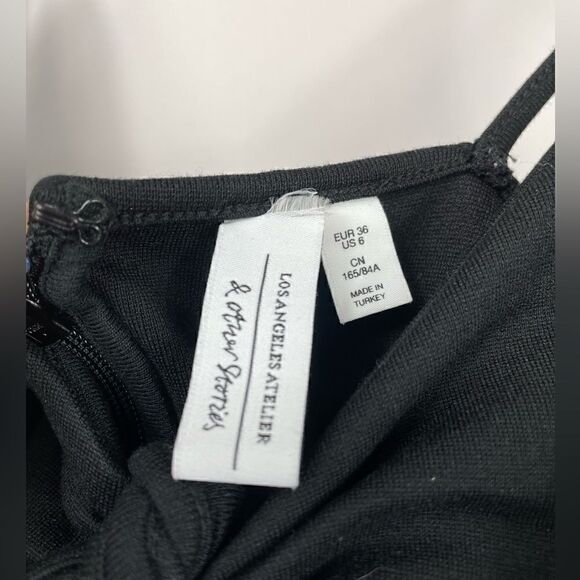 LOS ANGELES ATELIER
& other Stories
EUR 36
US 6
CN
165/84A
MADE IN
TURKEY